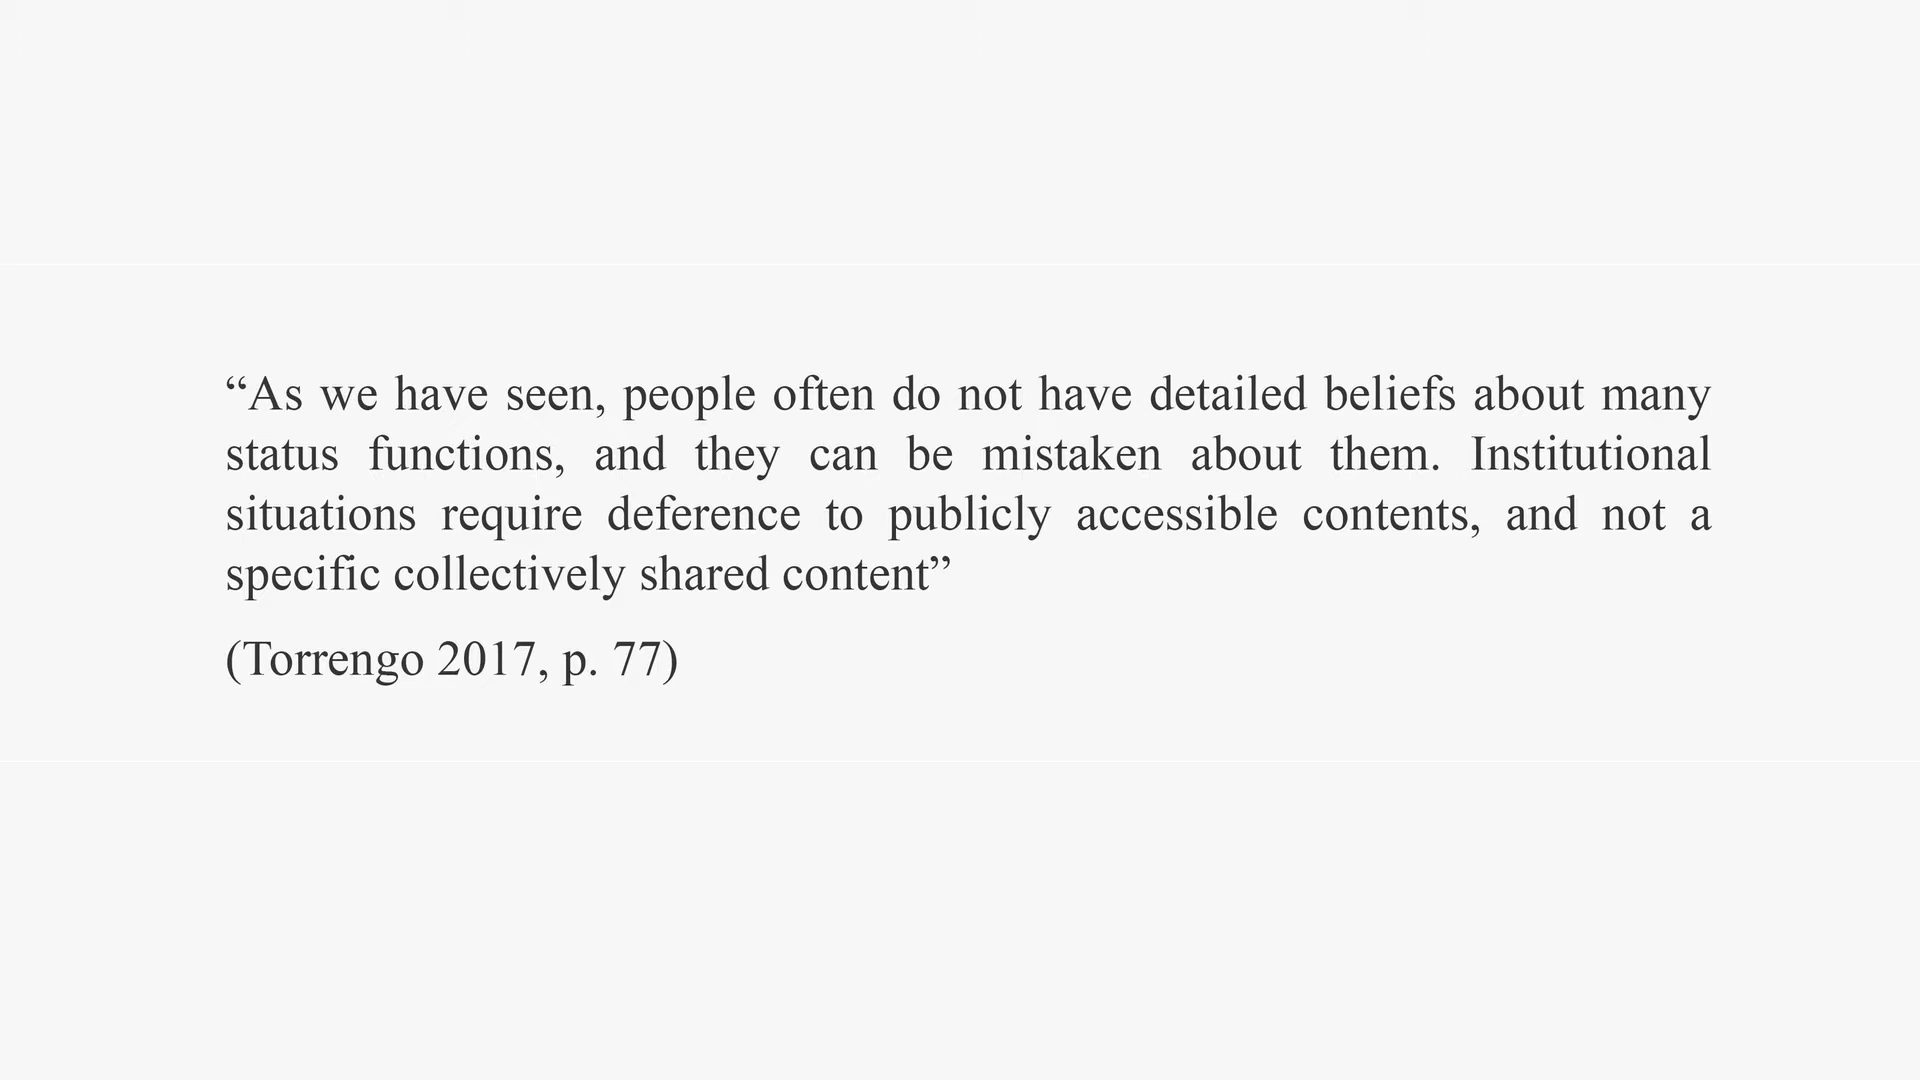 “As we have seen, people often do not have detailed beliefs about many
status functions, and they can be mistaken about them. Institutional
situations require deference to publicly accessible contents, and not a
specific collectively shared content”
(Torrengo 2017, p. 77)